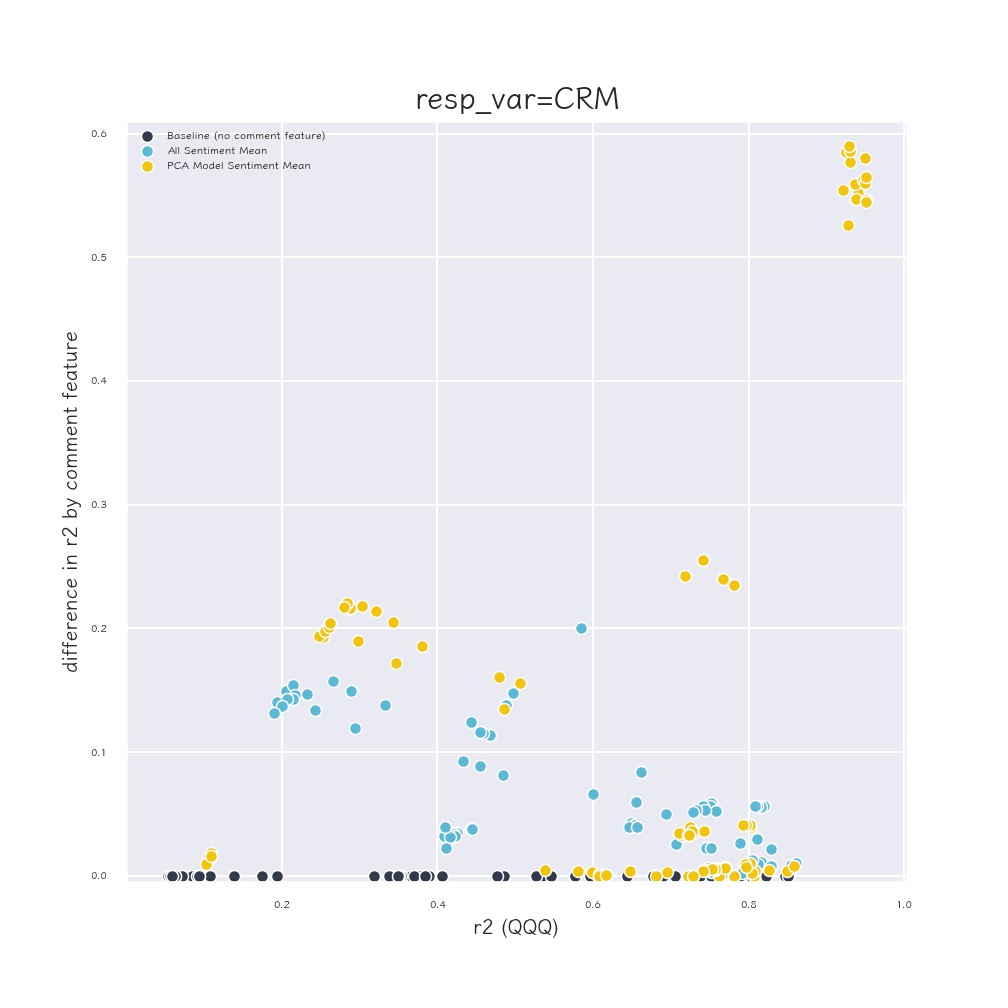 resp_var=CRM
Baseline (no comment feature)
All Sentiment Mean
PCA Model Sentiment Mean
difference in r2 by comment feature
0.6
0.5
0.4
0.3
0.2
0.1
0.0
0.2
0.4
0.6
0.8
1.0
r2 (QQQ)